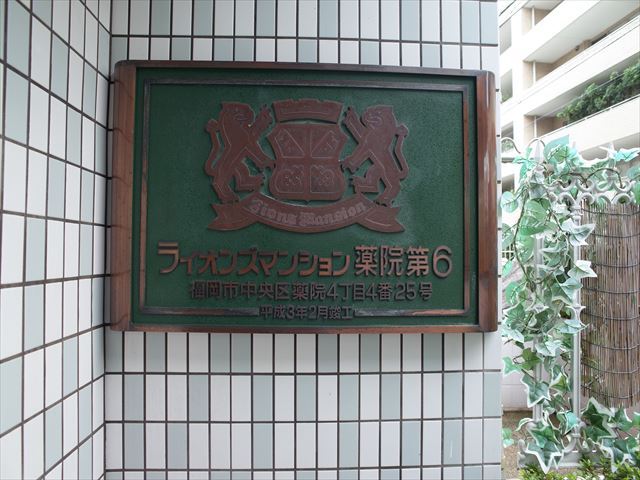 Lions Mansion
ライオンズマンション薬院第6
福岡市中央区薬院4丁目4番25号
平成3年2月竣工